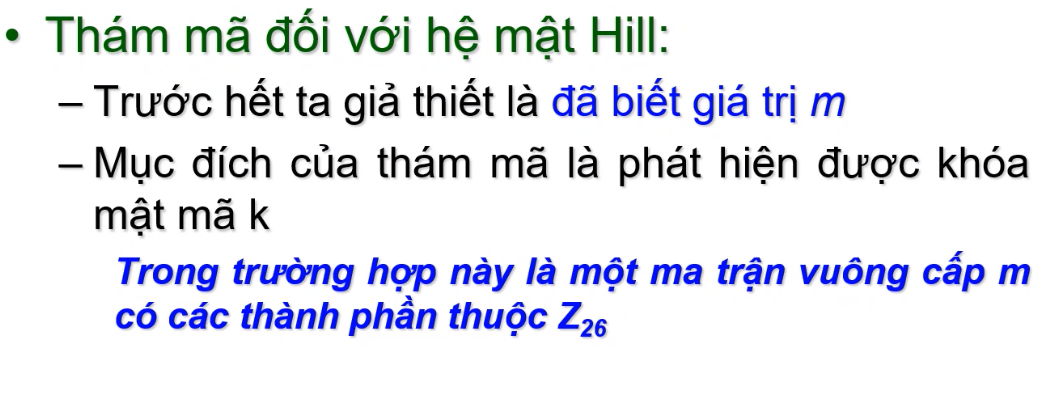 • Thám mã đối với hệ mật Hill:
– Trước hết ta giả thiết là đã biết giá trị m
– Mục đích của thám mã là phát hiện được khóa
mật mã k
Trong trường hợp này là một ma trận vuông cấp m
có các thành phần thuộc Z26